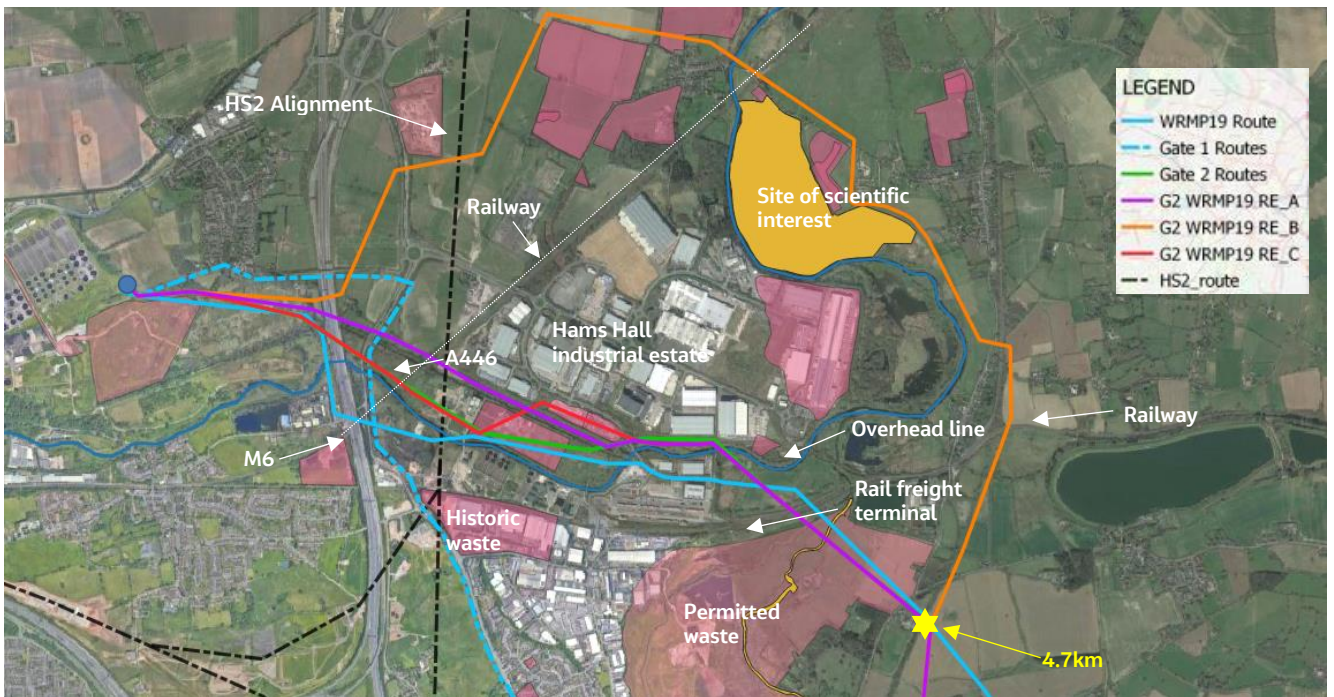 HS2 Alignment
LEGEND
WRMP19 Route
Gate 1 Routes
Gate 2 Routes
G2 WRMP19 RE_A
G2 WRMP19 RE_B
G2 WRMP19 RE_C
HS2_route
Railway
Site of scientific
interest
Hams Hall
industrial estate
A446
Railway
M6
Overhead line
Rail freight
terminal
Historic
waste
Permitted
waste
4.7km